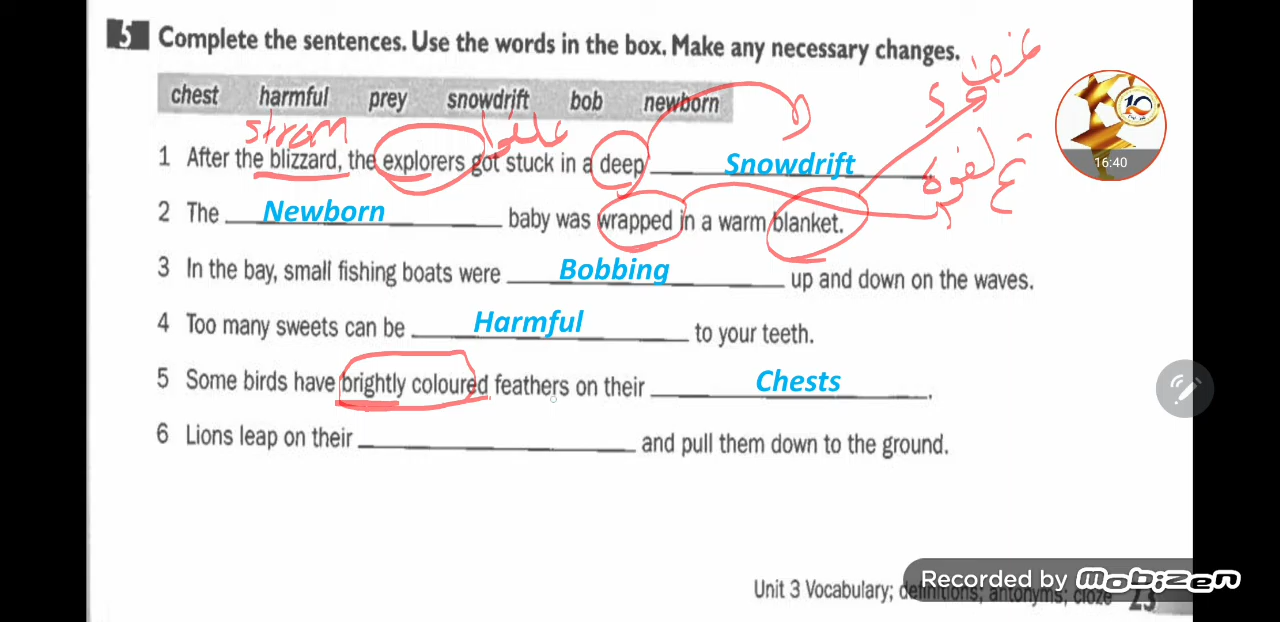 5 Complete the sentences. Use the words in the box. Make any necessary changes.
chest harmful prey snowdrift bob newborn
stram
1 After the blizzard, the explorers got stuck in a deep Snowdrift.
2 The Newborn baby was wrapped in a warm blanket.
3 In the bay, small fishing boats were Bobbing up and down on the waves.
4 Too many sweets can be Harmful to your teeth.
5 Some birds have brightly coloured feathers on their Chests.
6 Lions leap on their ____ and pull them down to the ground.
10
16:40
Unit 3 Vocabulary; definitions; antonyms; cloze 23
Recorded by Mobizen